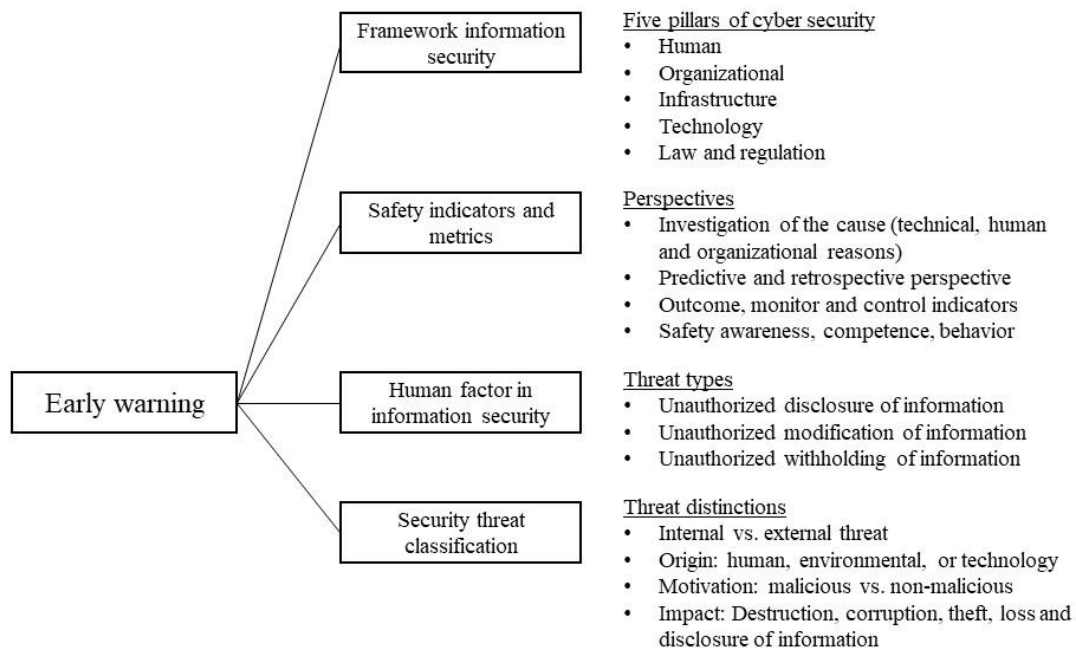 Early warning
Framework information
security
Five pillars of cyber security
• Human
• Organizational
• Infrastructure
• Technology
• Law and regulation
Safety indicators and
metrics
Perspectives
• Investigation of the cause (technical, human
and organizational reasons)
• Predictive and retrospective perspective
• Outcome, monitor and control indicators
• Safety awareness, competence, behavior
Human factor in
information security
Threat types
• Unauthorized disclosure of information
• Unauthorized modification of information
• Unauthorized withholding of information
Security threat
classification
Threat distinctions
• Internal vs. external threat
• Origin: human, environmental, or technology
• Motivation: malicious vs. non-malicious
• Impact: Destruction, corruption, theft, loss and
disclosure of information